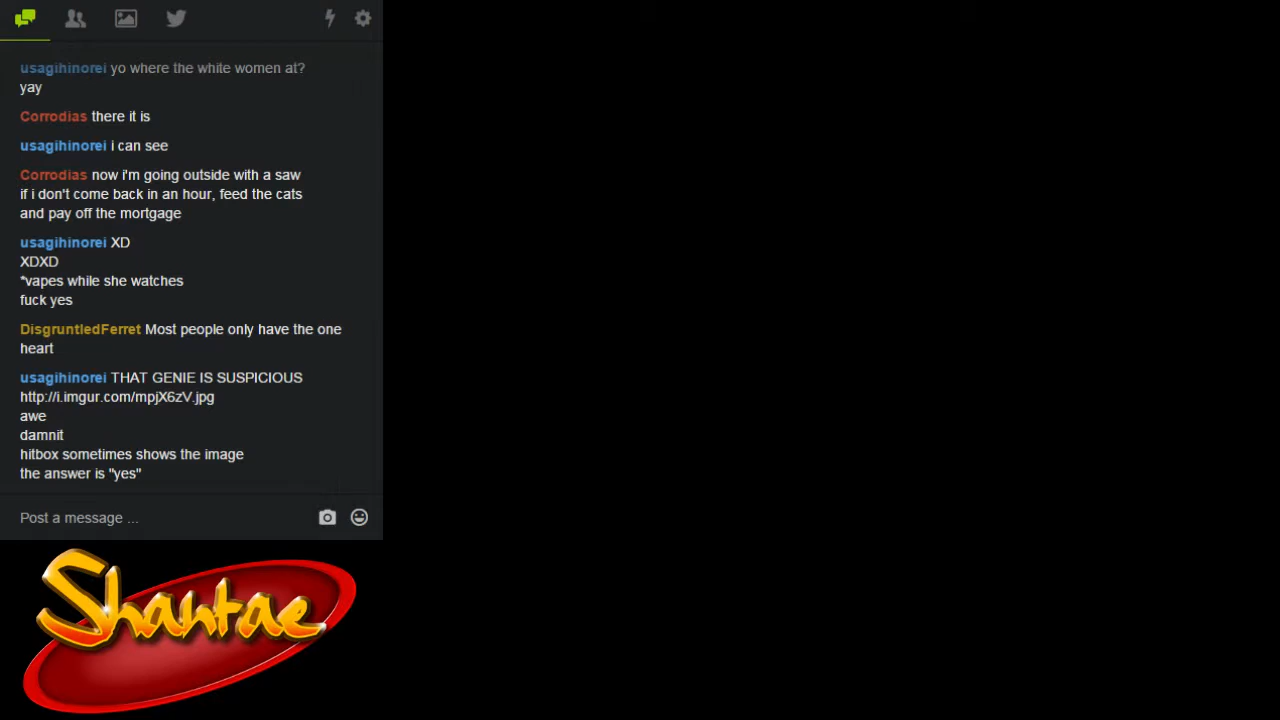 usagihinorei yo where the white women at?
yay
Corrodias there it is
usagihinorei i can see
Corrodias now i'm going outside with a saw
if i don't come back in an hour, feed the cats
and pay off the mortgage
usagihinorei XD
XDXD
*vapes while she watches
fuck yes
DisgruntledFerret Most people only have the one
heart
usagihinorei THAT GENIE IS SUSPICIOUS
http://i.imgur.com/mpjX6zV.jpg
awe
damnit
hitbox sometimes shows the image
the answer is "yes"
Post a message ...
Shantae